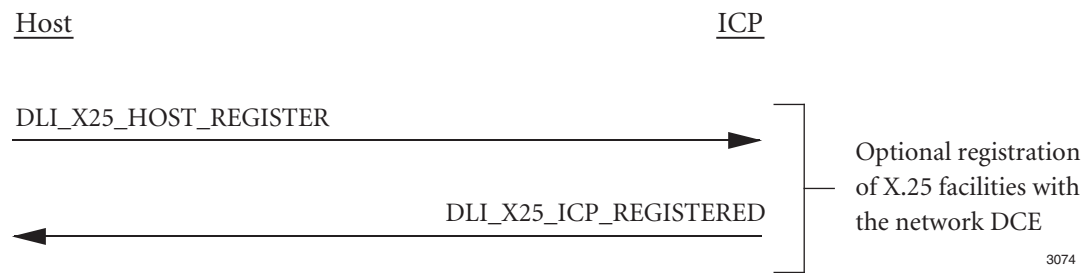 Host
ICP
DLI_X25_HOST_REGISTER
Optional registration
of X.25 facilities with
the network DCE
DLI_X25_ICP_REGISTERED
3074